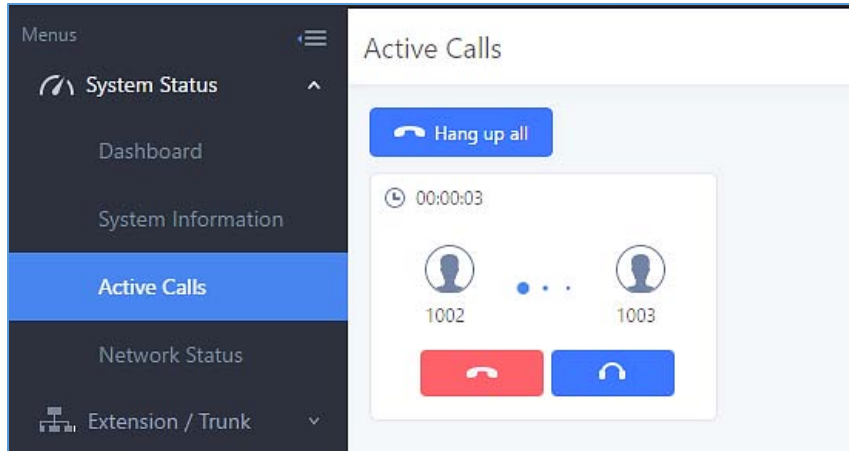 Menus
System Status
Dashboard
System Information
Active Calls
Network Status
Extension / Trunk
Active Calls
Hang up all
00:00:03
1002
1003